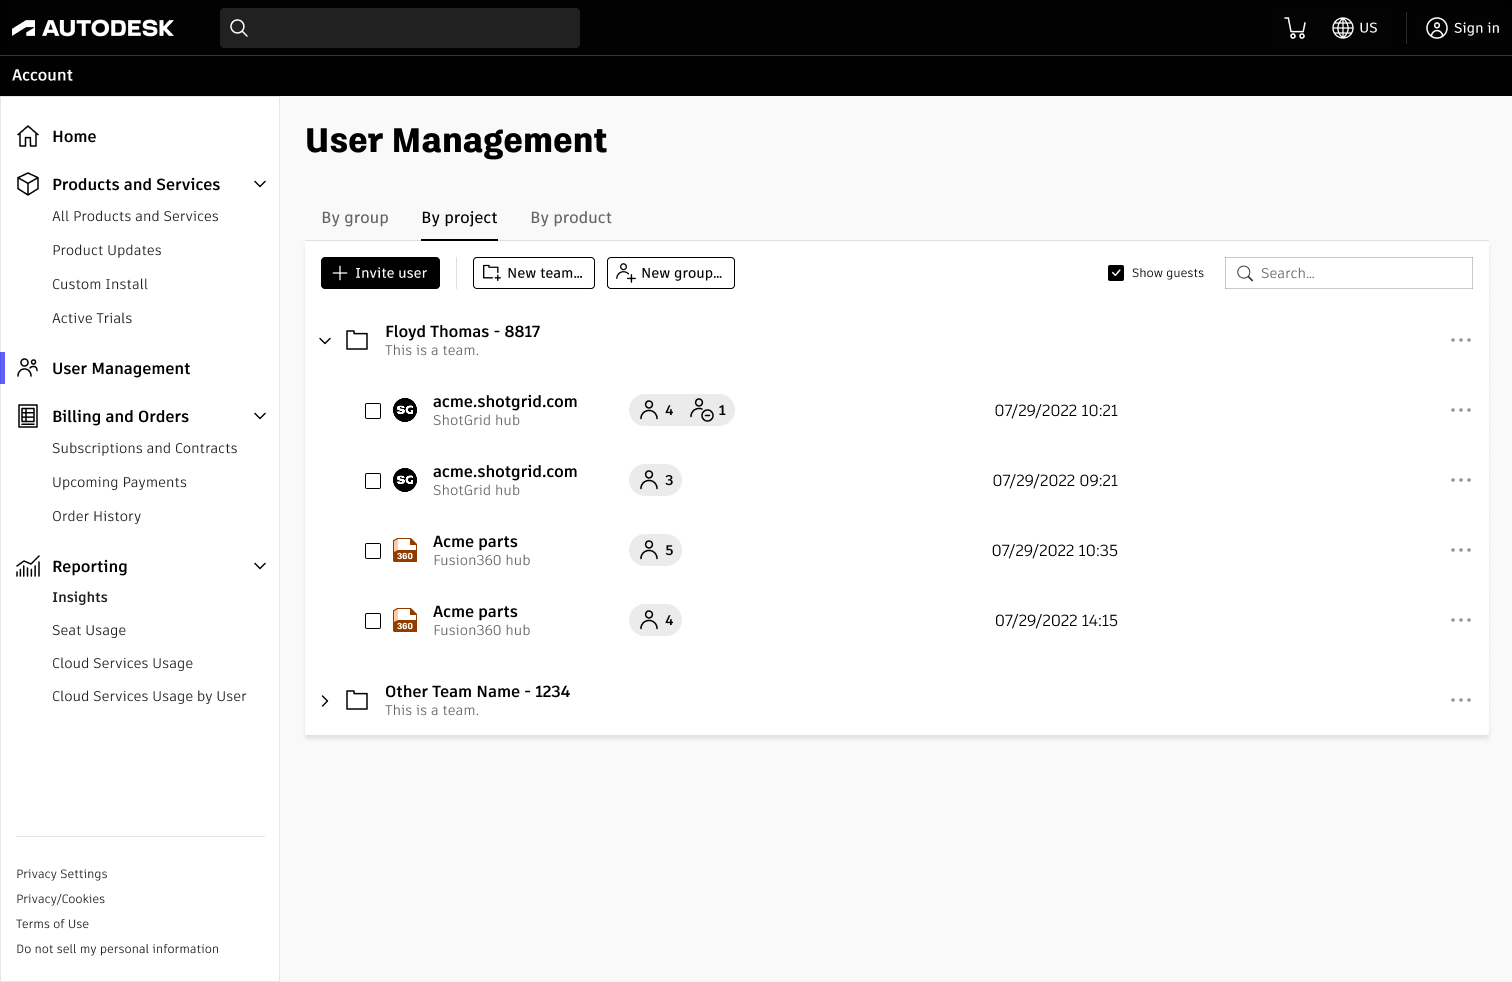 AUTODESK
US
Sign in
Account
Home
Products and Services
All Products and Services
Product Updates
Custom Install
Active Trials
User Management
Billing and Orders
Subscriptions and Contracts
Upcoming Payments
Order History
Reporting
Insights
Seat Usage
Cloud Services Usage
Cloud Services Usage by User
Privacy Settings
Privacy/Cookies
Terms of Use
Do not sell my personal information
User Management
By group By project By product
Invite user New team... New group... Show guests Search...
Floyd Thomas - 8817
This is a team.
SG acme.shotgrid.com 4 1 07/29/2022 10:21
ShotGrid hub
SG acme.shotgrid.com 3 07/29/2022 09:21
ShotGrid hub
360 Acme parts 5 07/29/2022 10:35
Fusion360 hub
360 Acme parts 4 07/29/2022 14:15
Fusion360 hub
Other Team Name - 1234
This is a team.